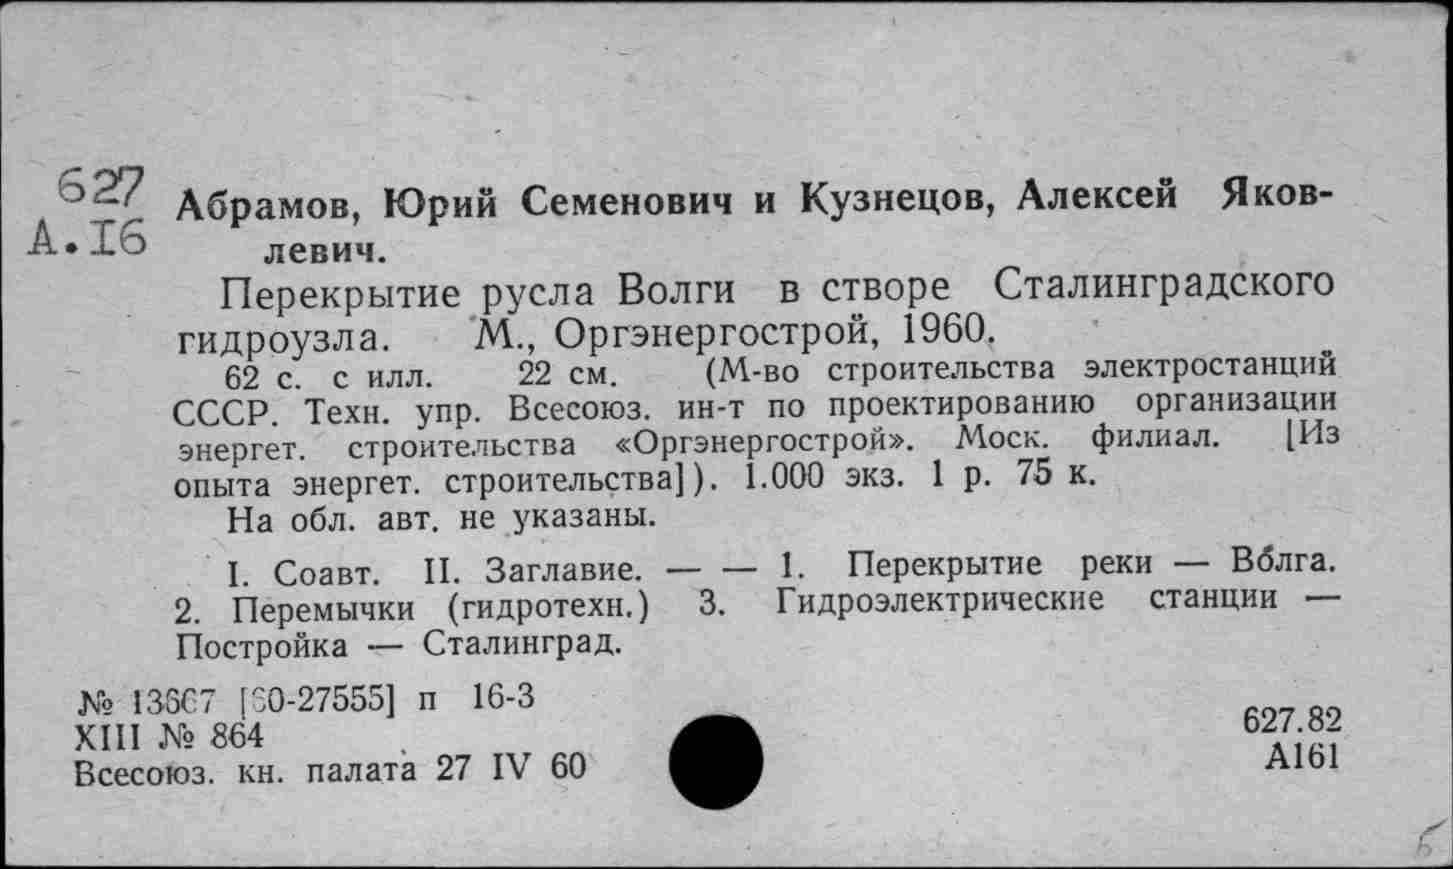 627
А.16
Абрамов, Юрий Семенович и Кузнецов, Алексей Яков-
левич.
Перекрытие русла Волги в створе Сталинградского
гидроузла. М., Оргэнергострой, 1960.
62 с. с илл. 22 см. (М-во строительства электростанций
СССР. Техн. упр. Всесоюз. ин-т по проектированию организации
энергет. строительства «Оргэнергострой». Моск. филиал. [Из
опыта энергет. строительства]). 1.000 экз. 1 р. 75 к.
На обл. авт. не указаны.
I. Соавт. II. Заглавие. — — 1. Перекрытие реки — Волга.
2. Перемычки (гидротехн.) 3. Гидроэлектрические станции —
Постройка — Сталинград.
№ [60-27555] п 16-3
XIII № 864
Всесоюз. кн. палата 27 IV 60
627.82
А161